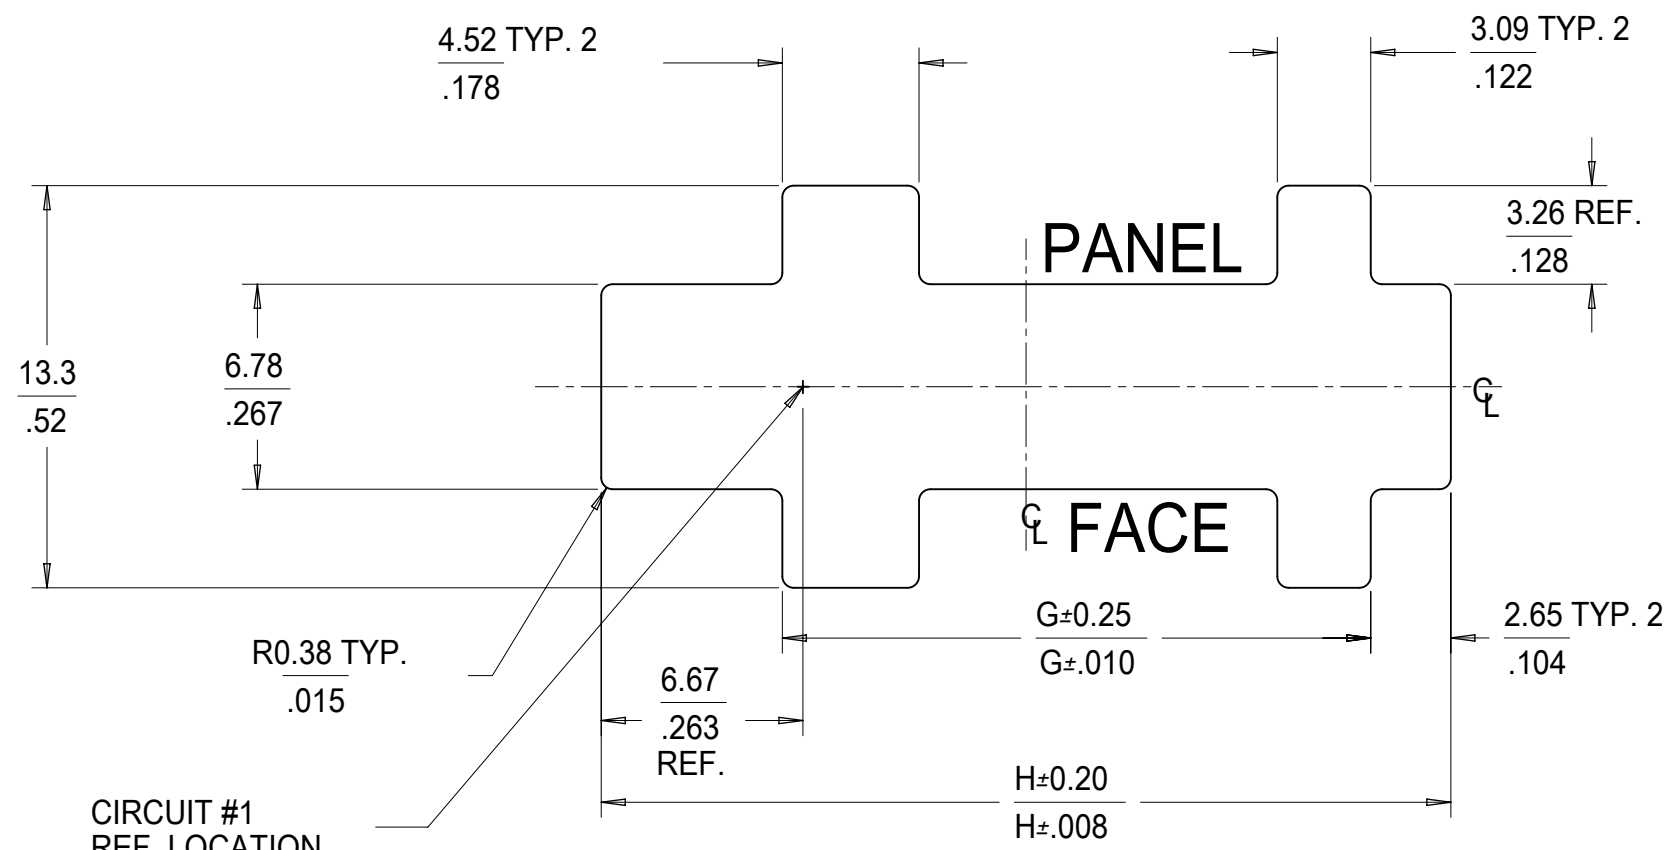 4.52 TYP. 2
.178
3.09 TYP. 2
.122
3.26 REF.
.128
PANEL
13.3
.52
6.78
.267
CL
CL
FACE
G±0.25
G±.010
2.65 TYP. 2
.104
R0.38 TYP.
.015
6.67
.263
REF.
H±0.20
H±.008
CIRCUIT #1
REF. LOCATION